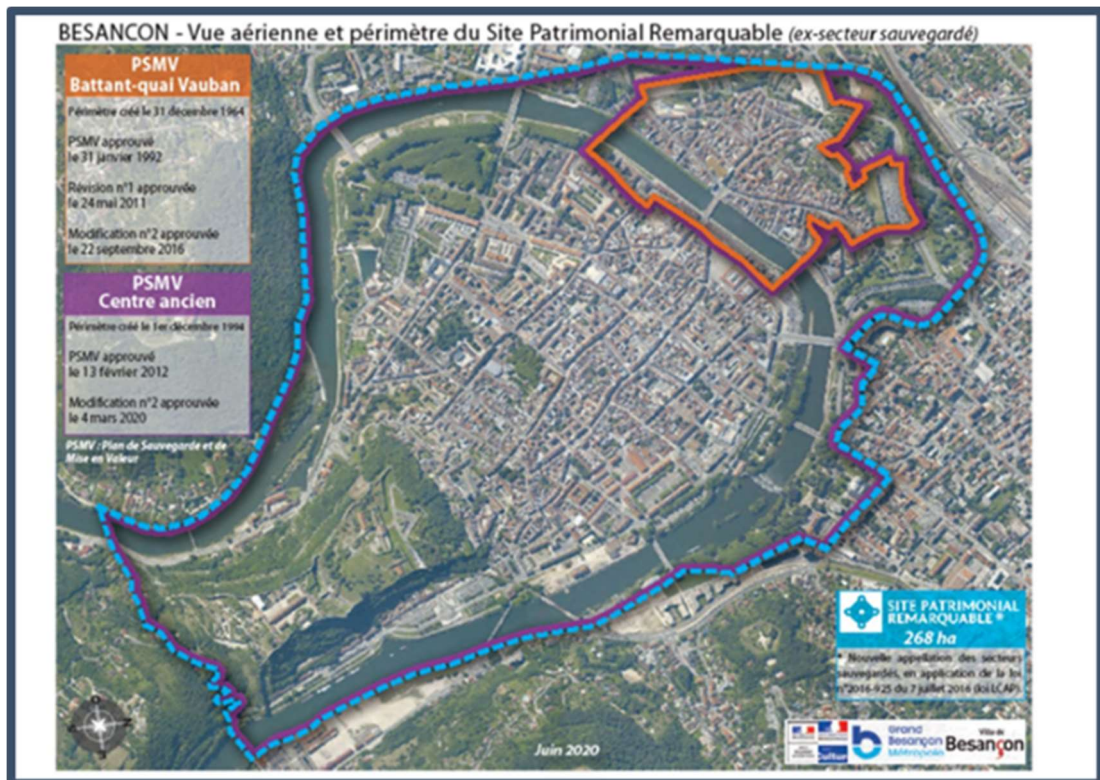 BESANCON - Vue aérienne et périmètre du Site Patrimonial Remarquable (ex-secteur sauvegardé)
PSMV
Battant-quai Vauban
Périmètre créé le 31 décembre 1964
PSMV approuvé
le 31 janvier 1992
Révision n°1 approuvée
le 24 mai 2011
Modification n°2 approuvée
le 22 septembre 2016
PSMV
Centre ancien
Périmètre créé le 1er décembre 1994
PSMV approuvé
le 13 février 2012
Modification n°2 approuvée
le 4 mars 2020
PSMV : Plan de Sauvegarde et de
Mise en Valeur
SITE PATRIMONIAL
REMARQUABLE *
268 ha
* Nouvelle appellation des secteurs
sauvegardés, en application de la loi
n°2016-925 du 7 juillet 2016 (loi LCAP).
Juin 2020
Grand
Besançon
Métropole
Ville de
Besançon